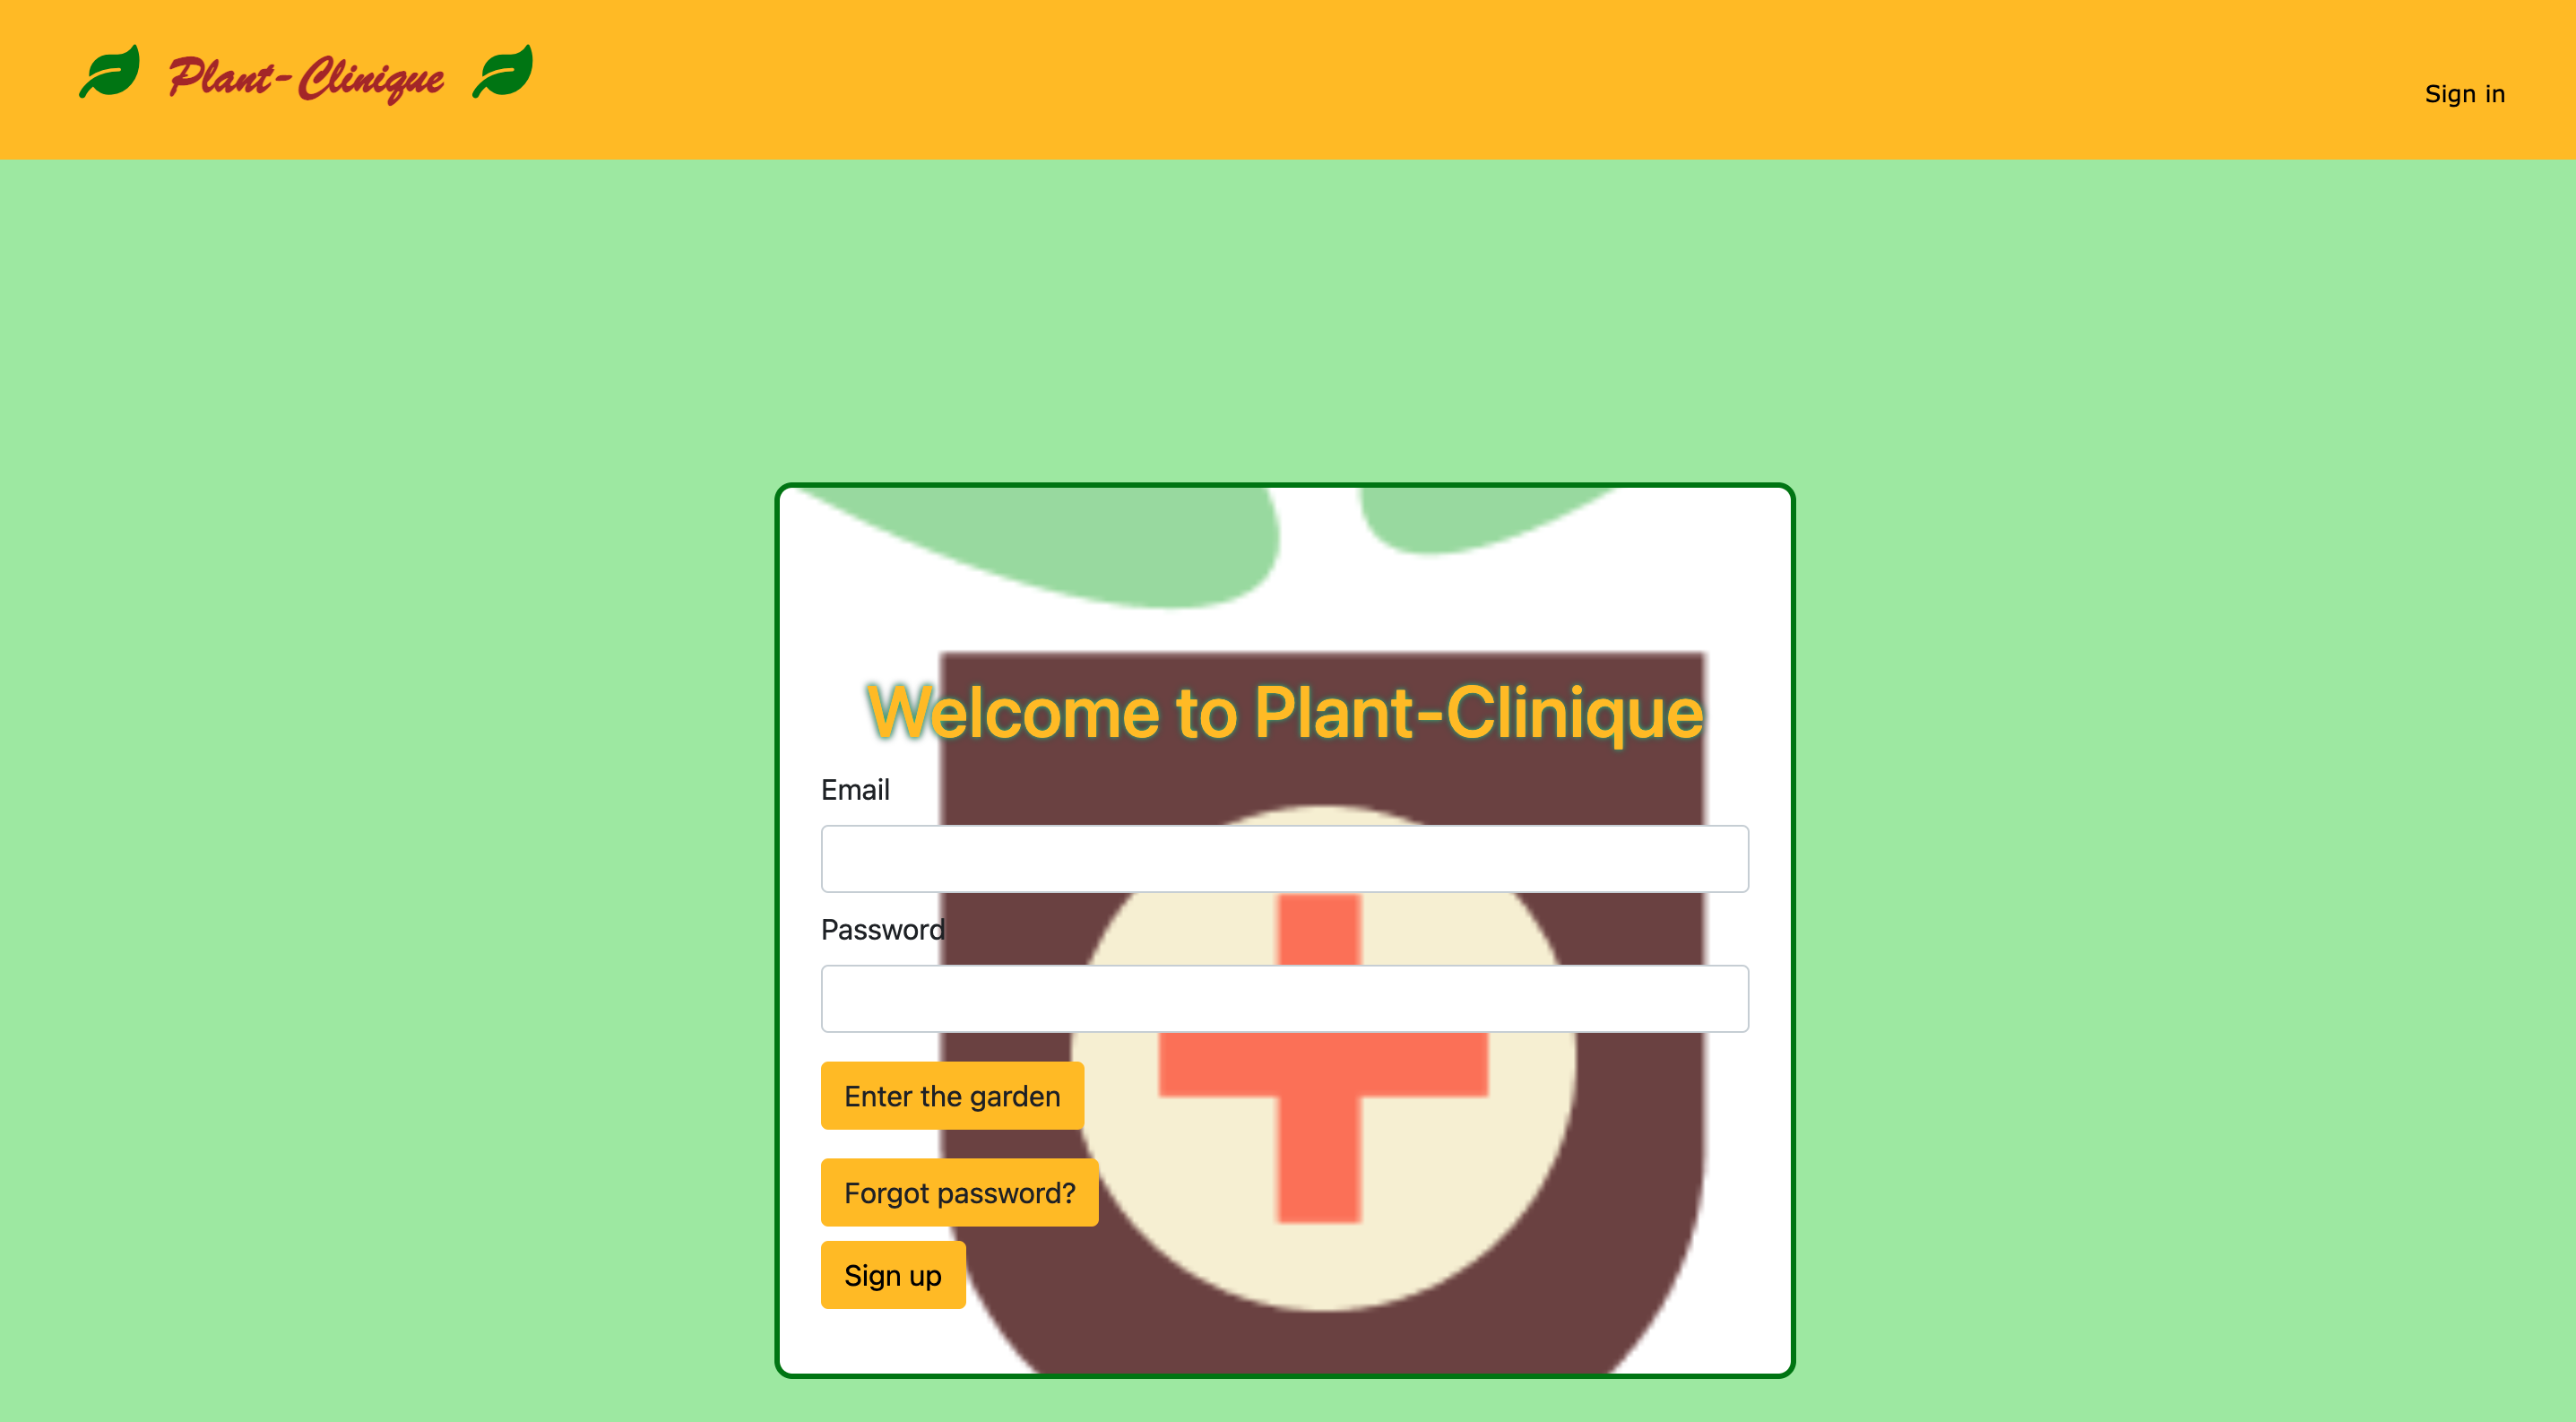 Plant-Clinique
Sign in
Welcome to Plant-Clinique
Email
Password
Enter the garden
Forgot password?
Sign up